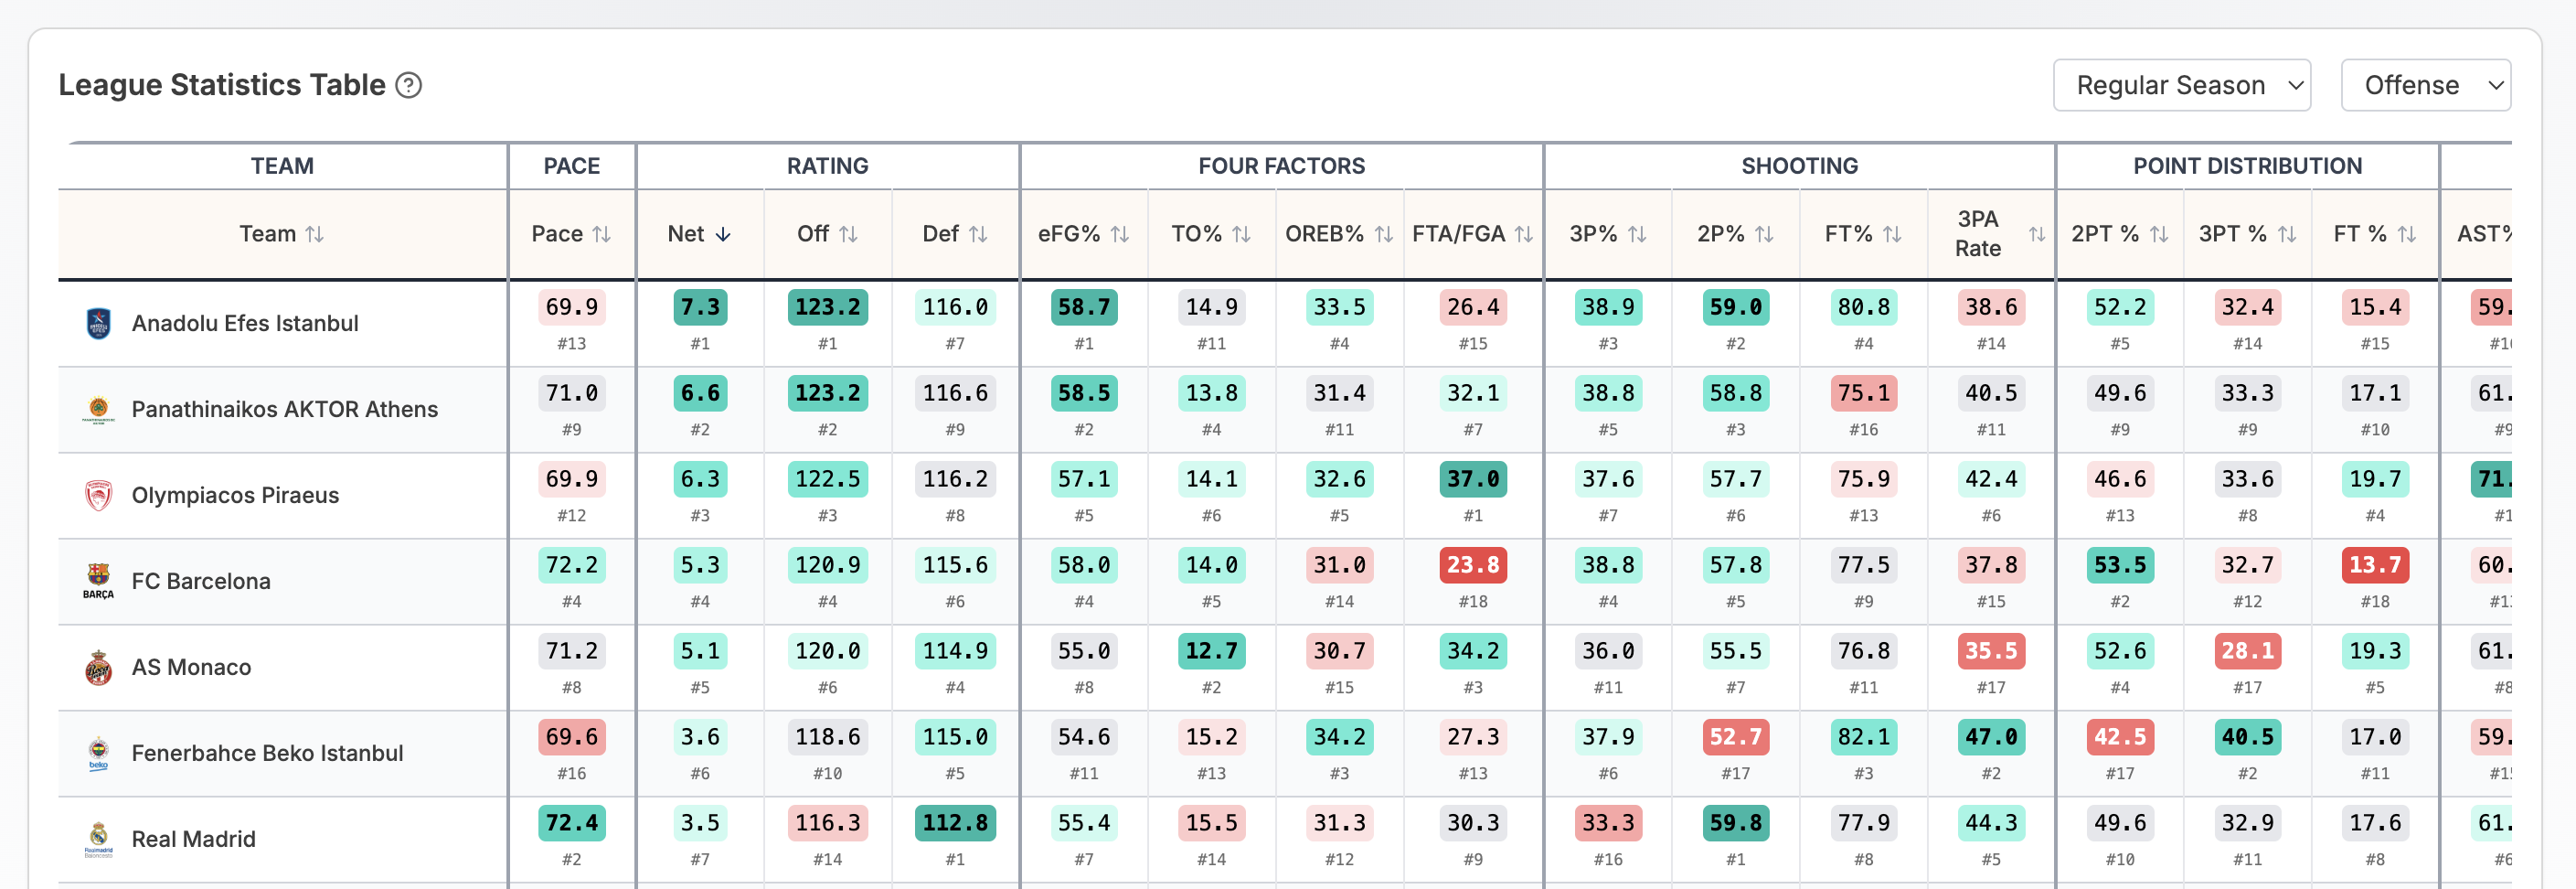 League Statistics Table ?
Regular Season
Offense
TEAM PACE RATING FOUR FACTORS SHOOTING POINT DISTRIBUTION
Team Pace Net Off Def eFG% TO% OREB% FTA/FGA 3P% 2P% FT% 3PA Rate 2PT % 3PT % FT % AST%
Anadolu Efes Istanbul 69.9 7.3 123.2 116.0 58.7 14.9 33.5 26.4 38.9 59.0 80.8 38.6 52.2 32.4 15.4 59.
#13 #1 #1 #7 #1 #11 #4 #15 #3 #2 #4 #14 #5 #14 #15
Panathinaikos AKTOR Athens 71.0 6.6 123.2 116.6 58.5 13.8 31.4 32.1 38.8 58.8 75.1 40.5 49.6 33.3 17.1 61.
#9 #2 #2 #9 #2 #4 #11 #7 #5 #3 #16 #11 #9 #9 #10 #9
Olympiacos Piraeus 69.9 6.3 122.5 116.2 57.1 14.1 32.6 37.0 37.6 57.7 75.9 42.4 46.6 33.6 19.7 71.
#12 #3 #3 #8 #5 #6 #5 #1 #7 #6 #13 #6 #13 #8 #4 #1
BARÇA FC Barcelona 72.2 5.3 120.9 115.6 58.0 14.0 31.0 23.8 38.8 57.8 77.5 37.8 53.5 32.7 13.7 60.
#4 #4 #4 #6 #4 #5 #14 #18 #4 #5 #9 #15 #2 #12 #18
AS Monaco 71.2 5.1 120.0 114.9 55.0 12.7 30.7 34.2 36.0 55.5 76.8 35.5 52.6 28.1 19.3 61.
#8 #5 #6 #4 #8 #2 #15 #3 #11 #7 #11 #17 #4 #17 #5 #8
beko Fenerbahce Beko Istanbul 69.6 3.6 118.6 115.0 54.6 15.2 34.2 27.3 37.9 52.7 82.1 47.0 42.5 40.5 17.0 59.
#16 #6 #10 #5 #11 #13 #3 #13 #6 #17 #3 #2 #17 #2 #11
Real Madrid 72.4 3.5 116.3 112.8 55.4 15.5 31.3 30.3 33.3 59.8 77.9 44.3 49.6 32.9 17.6 61.
#2 #7 #14 #1 #7 #14 #12 #9 #16 #1 #8 #5 #10 #11 #8 #6